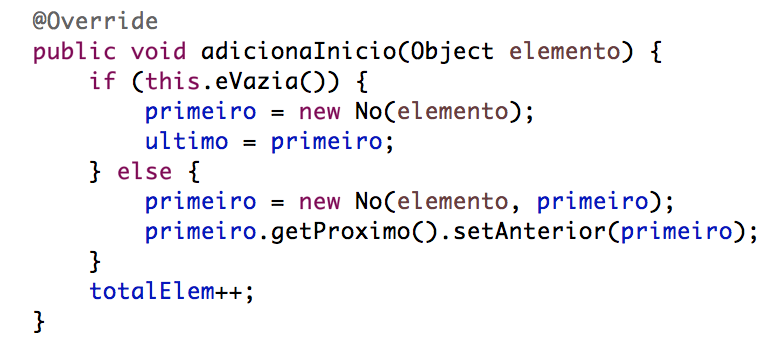 @Override
public void adicionaInicio(Object elemento) {
    if (this.eVazia()) {
        primeiro = new No(elemento);
        ultimo = primeiro;
    } else {
        primeiro = new No(elemento, primeiro);
        primeiro.getProximo().setAnterior(primeiro);
    }
    totalElem++;
}